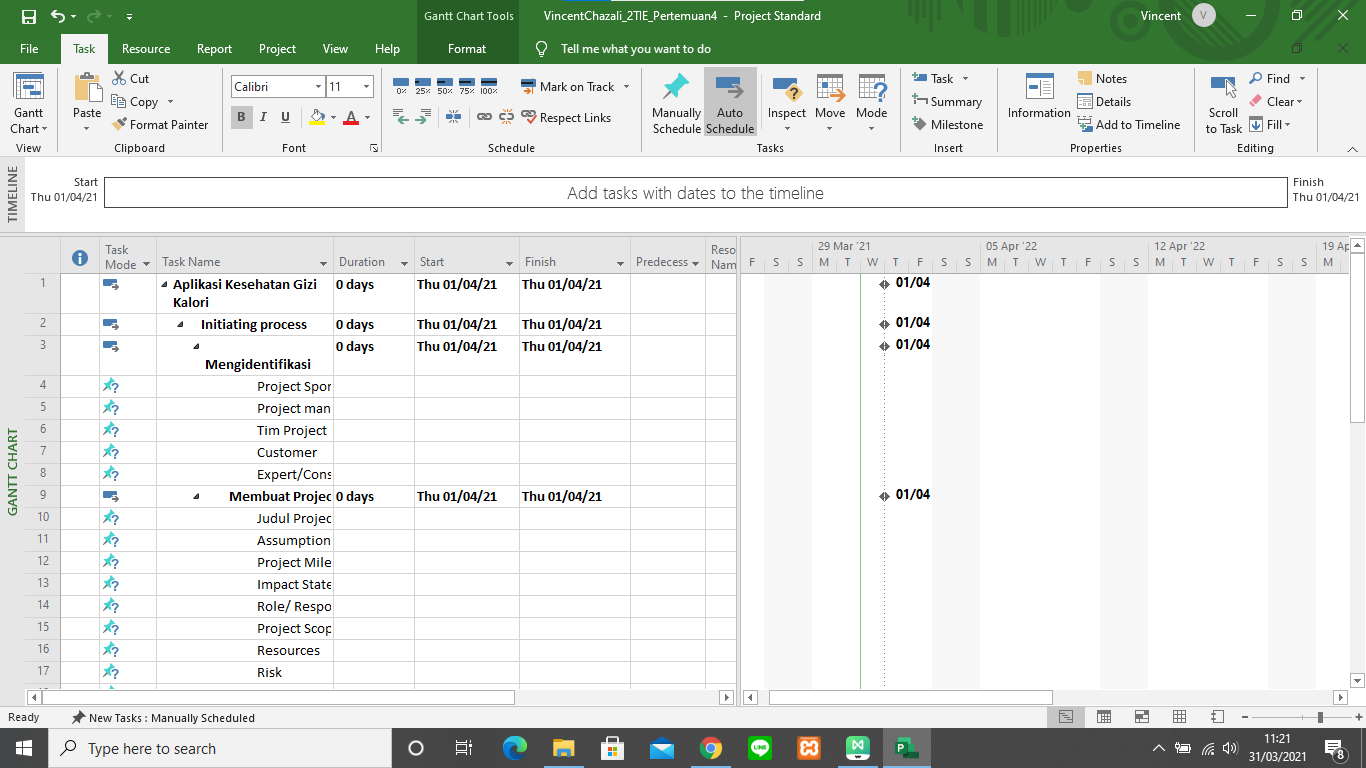 Gantt Chart Tools VincentChazali_2TIE_Pertemuan4 - Project Standard Vincent V
File Task Resource Report Project View Help Format Tell me what you want to do
Gantt Chart
View
Paste
Cut
Copy
Format Painter
Clipboard
Calibri 11
B I U A
Font
0% 25% 50% 75% 100%
Mark on Track
Respect Links
Schedule
Manually Schedule
Auto Schedule
Inspect
Move
Mode
Tasks
Task
Summary
Milestone
Insert
Information
Notes
Details
Add to Timeline
Properties
Scroll to Task
Find
Clear
Fill
Editing
TIMELINE
Start
Thu 01/04/21
Add tasks with dates to the timeline
Finish
Thu 01/04/21
GANTT CHART
Task Mode Task Name Duration Start Finish Predecess Reso Nam
29 Mar '21 05 Apr '22 12 Apr '22 19 Ap
F S S M T W T F S S M T W T F S S M T W T F S S M
1 Aplikasi Kesehatan Gizi Kalori 0 days Thu 01/04/21 Thu 01/04/21 01/04
2 Initiating process 0 days Thu 01/04/21 Thu 01/04/21 01/04
3 Mengidentifikasi 0 days Thu 01/04/21 Thu 01/04/21 01/04
4 Project Spor
5 Project man
6 Tim Project
7 Customer
8 Expert/Cons
9 Membuat Projec 0 days Thu 01/04/21 Thu 01/04/21 01/04
10 Judul Projec
11 Assumption
12 Project Mile
13 Impact State
14 Role/ Respo
15 Project Scop
16 Resources
17 Risk
Ready New Tasks : Manually Scheduled
Type here to search
LINE
11:21
31/03/2021
8